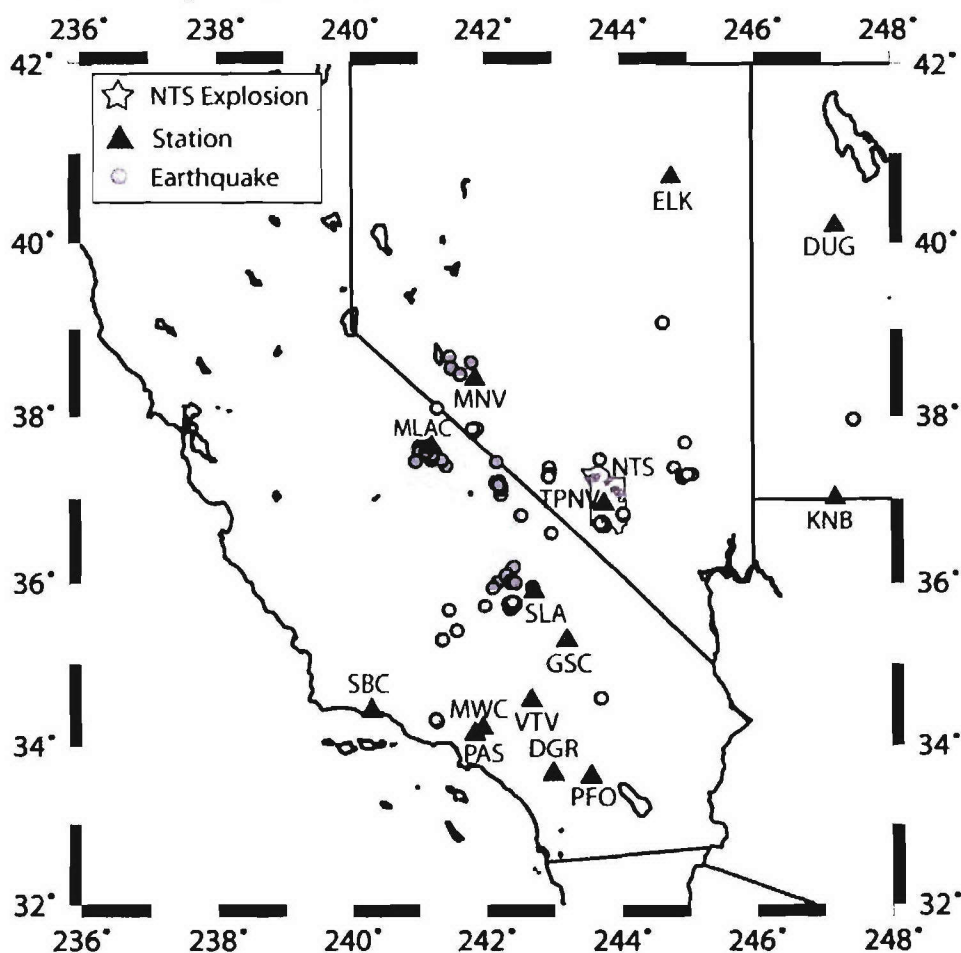 236° 238° 240° 242° 244° 246° 248°
42° 42°
NTS Explosion
Station
Earthquake
ELK
DUG
40° 40°
MNV
38° 38°
MLAC
NTS
TPNV
KNB
36° 36°
SLA
GSC
SBC
MWC VTV
34° 34°
PAS DGR
PFO
32° 32°
236° 238° 240° 242° 244° 246° 248°